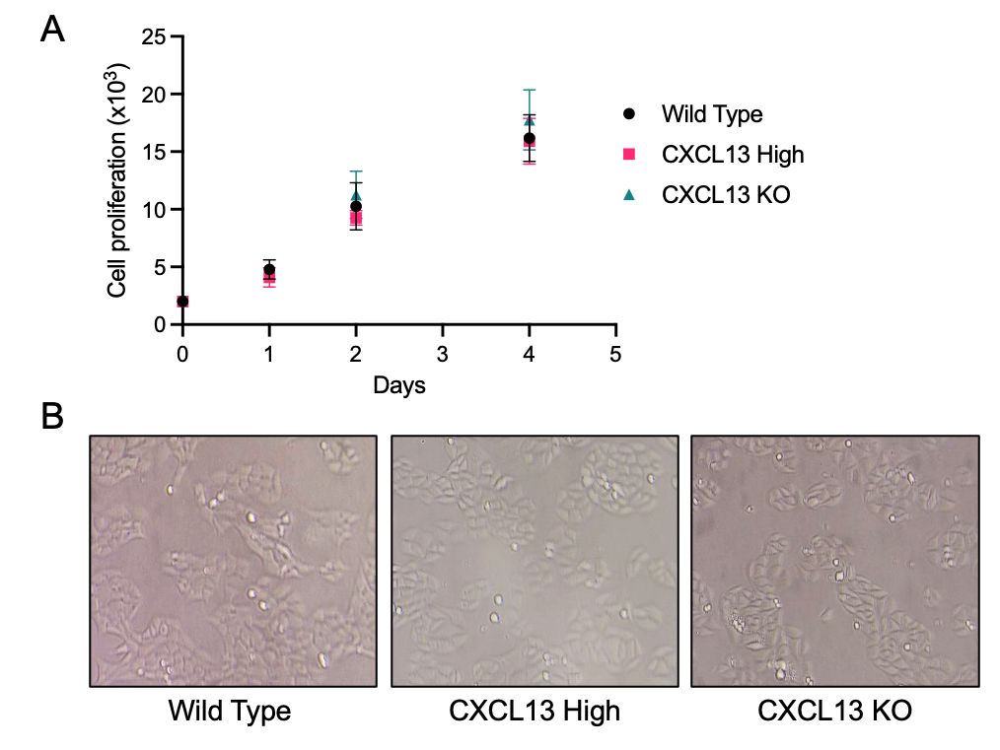 A
Cell proliferation (x10³)
25
20
15
10
5
0
0 1 2 3 4 5
Days
Wild Type
CXCL13 High
CXCL13 KO
B
Wild Type CXCL13 High CXCL13 KO